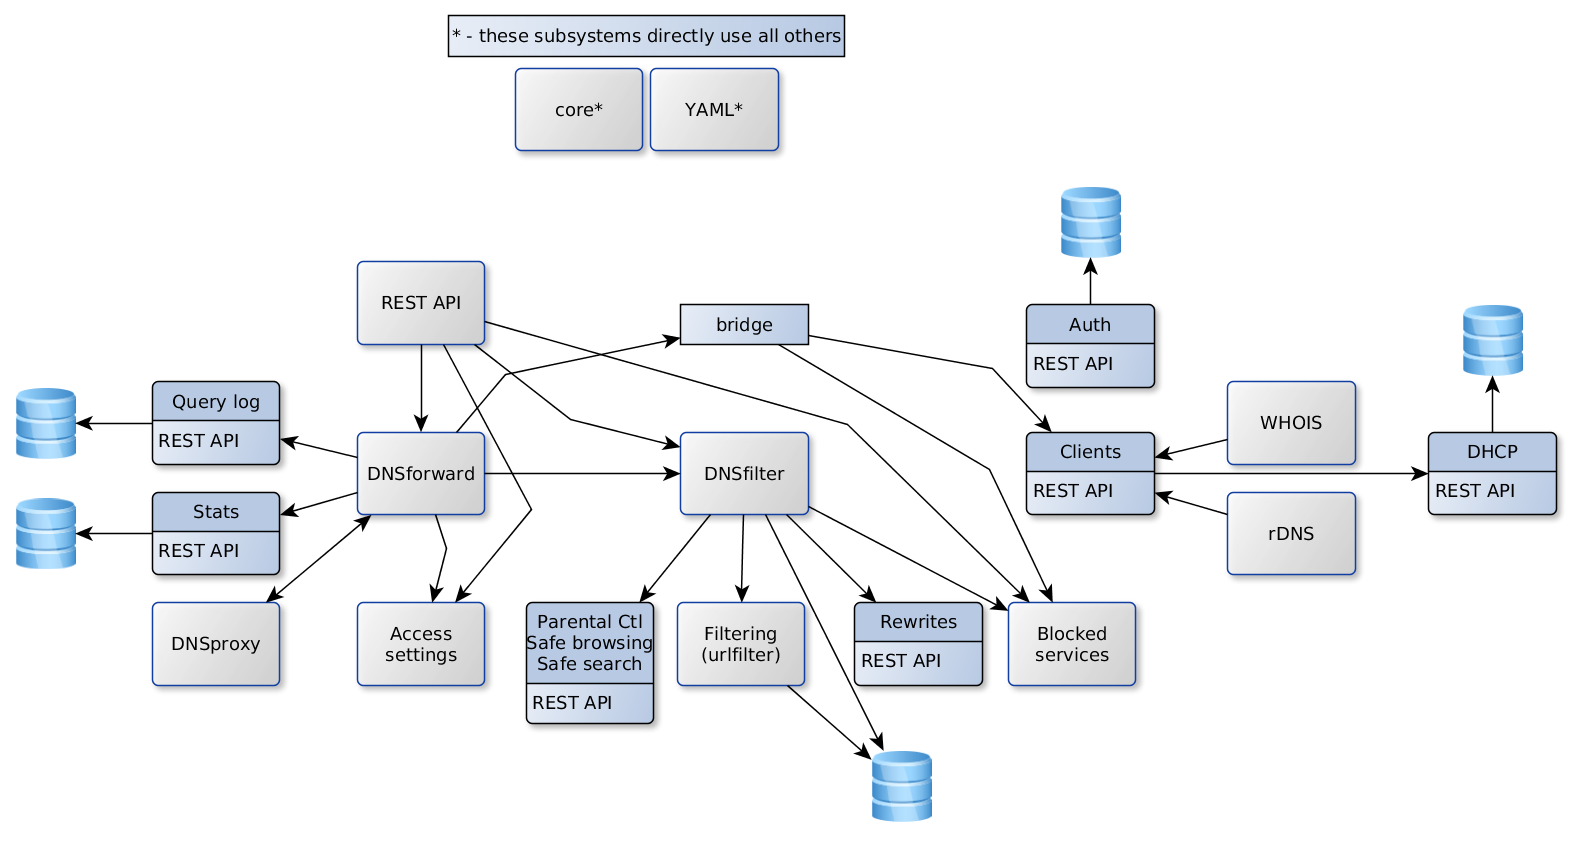 * - these subsystems directly use all others
core*
YAML*
REST API
bridge
Auth
REST API
Query log
REST API
DNSforward
DNSfilter
Clients
REST API
WHOIS
DHCP
REST API
Stats
REST API
rDNS
DNSproxy
Access
settings
Parental Ctl
Safe browsing
Safe search
REST API
Filtering
(urlfilter)
Rewrites
REST API
Blocked
services